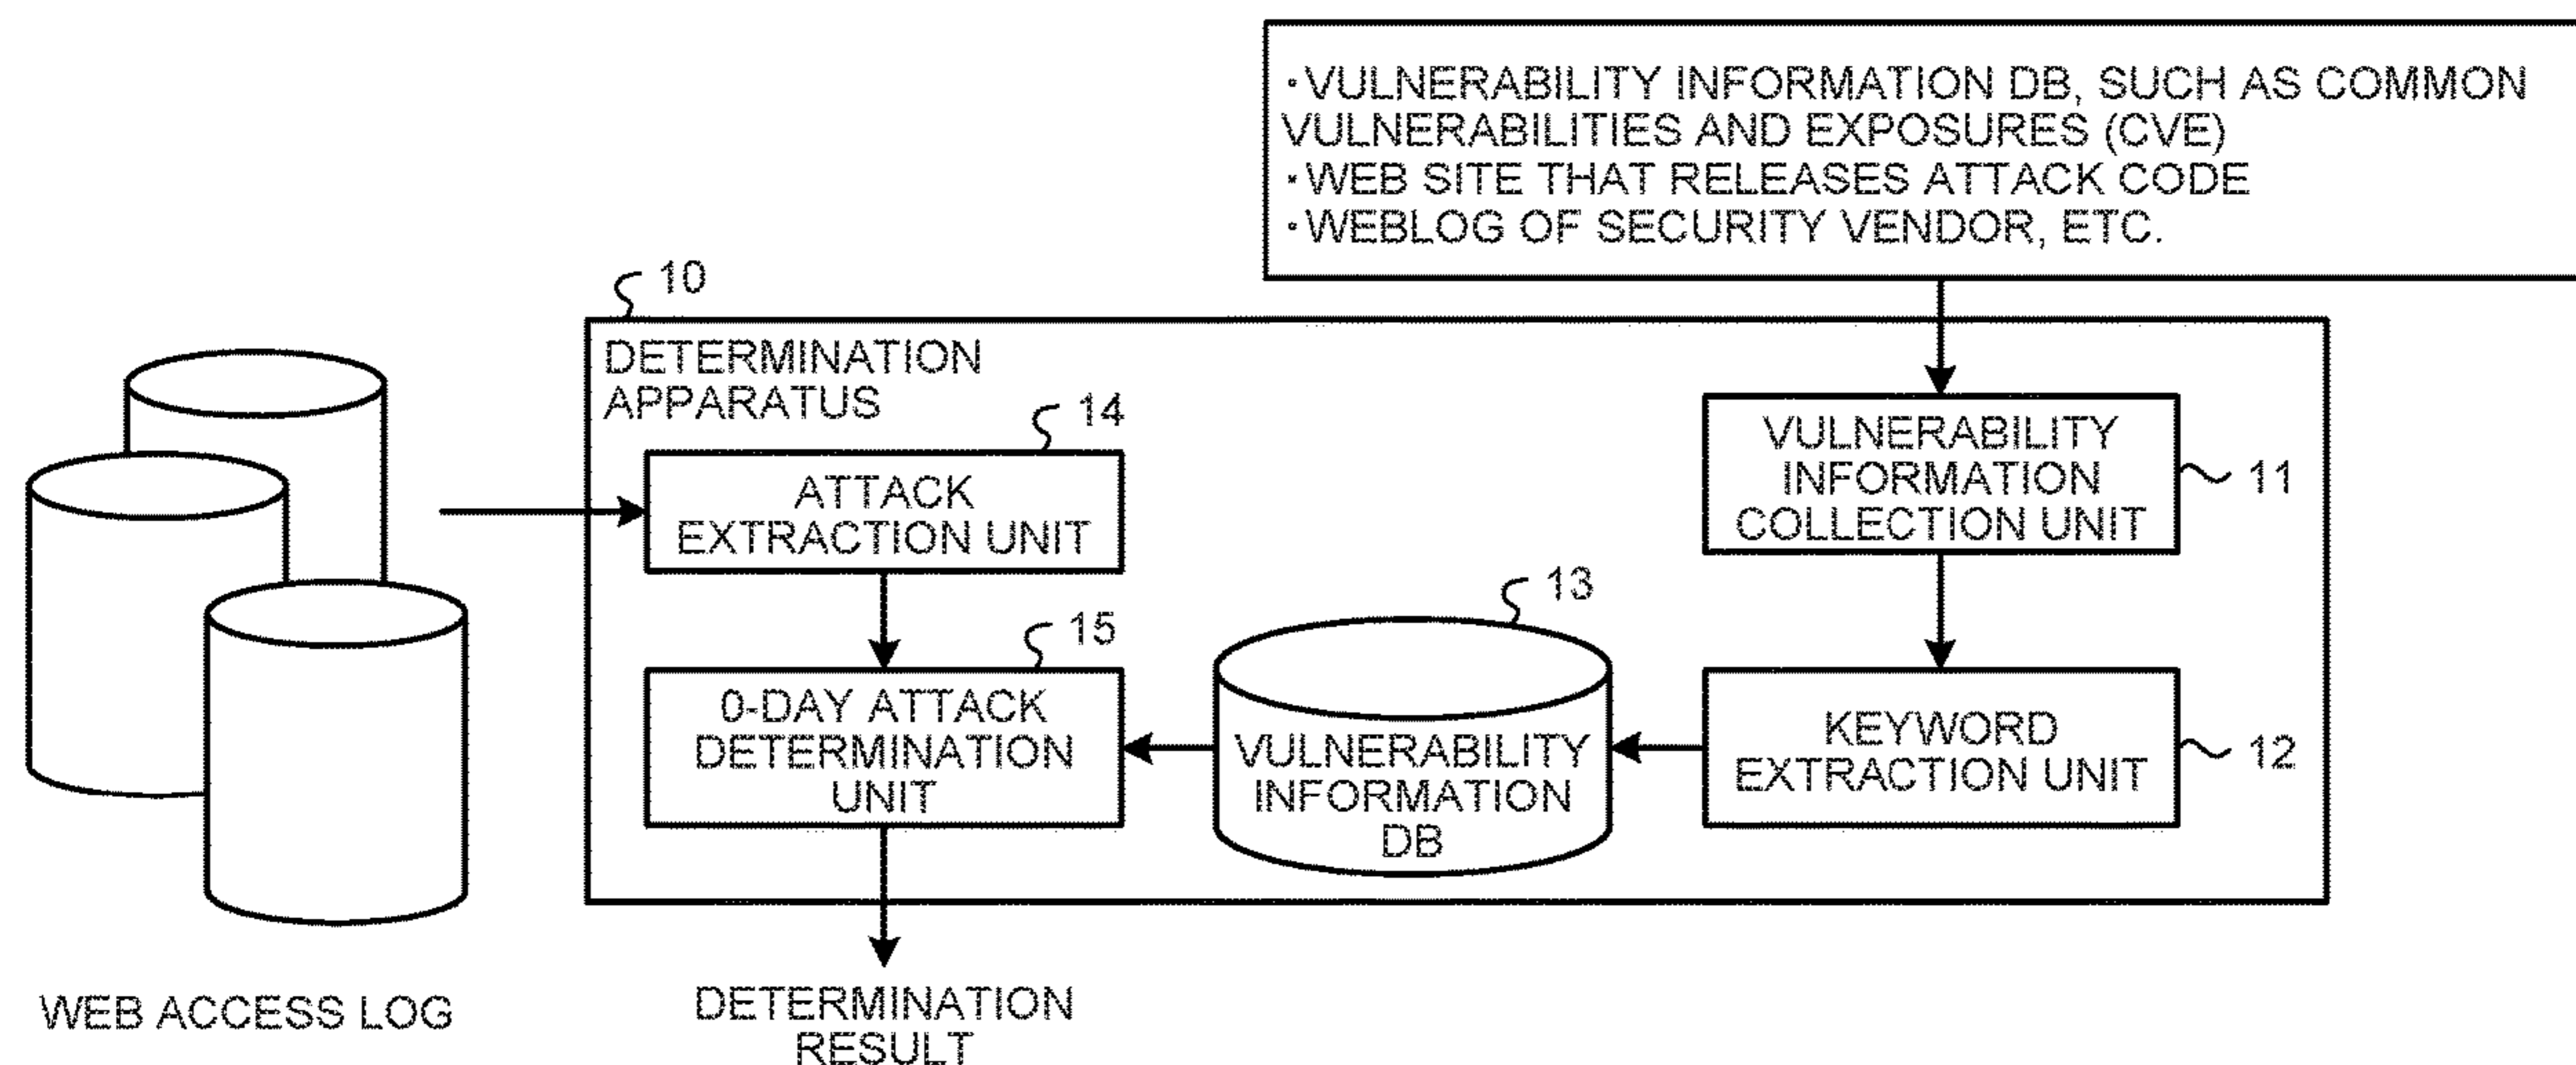 ·VULNERABILITY INFORMATION DB, SUCH AS COMMON
VULNERABILITIES AND EXPOSURES (CVE)
·WEB SITE THAT RELEASES ATTACK CODE
·WEBLOG OF SECURITY VENDOR, ETC.
10
DETERMINATION
APPARATUS
14
ATTACK
EXTRACTION UNIT
VULNERABILITY
INFORMATION
COLLECTION UNIT
11
13
15
0-DAY ATTACK
DETERMINATION
UNIT
VULNERABILITY
INFORMATION
DB
KEYWORD
EXTRACTION UNIT
12
WEB ACCESS LOG
DETERMINATION
RESULT